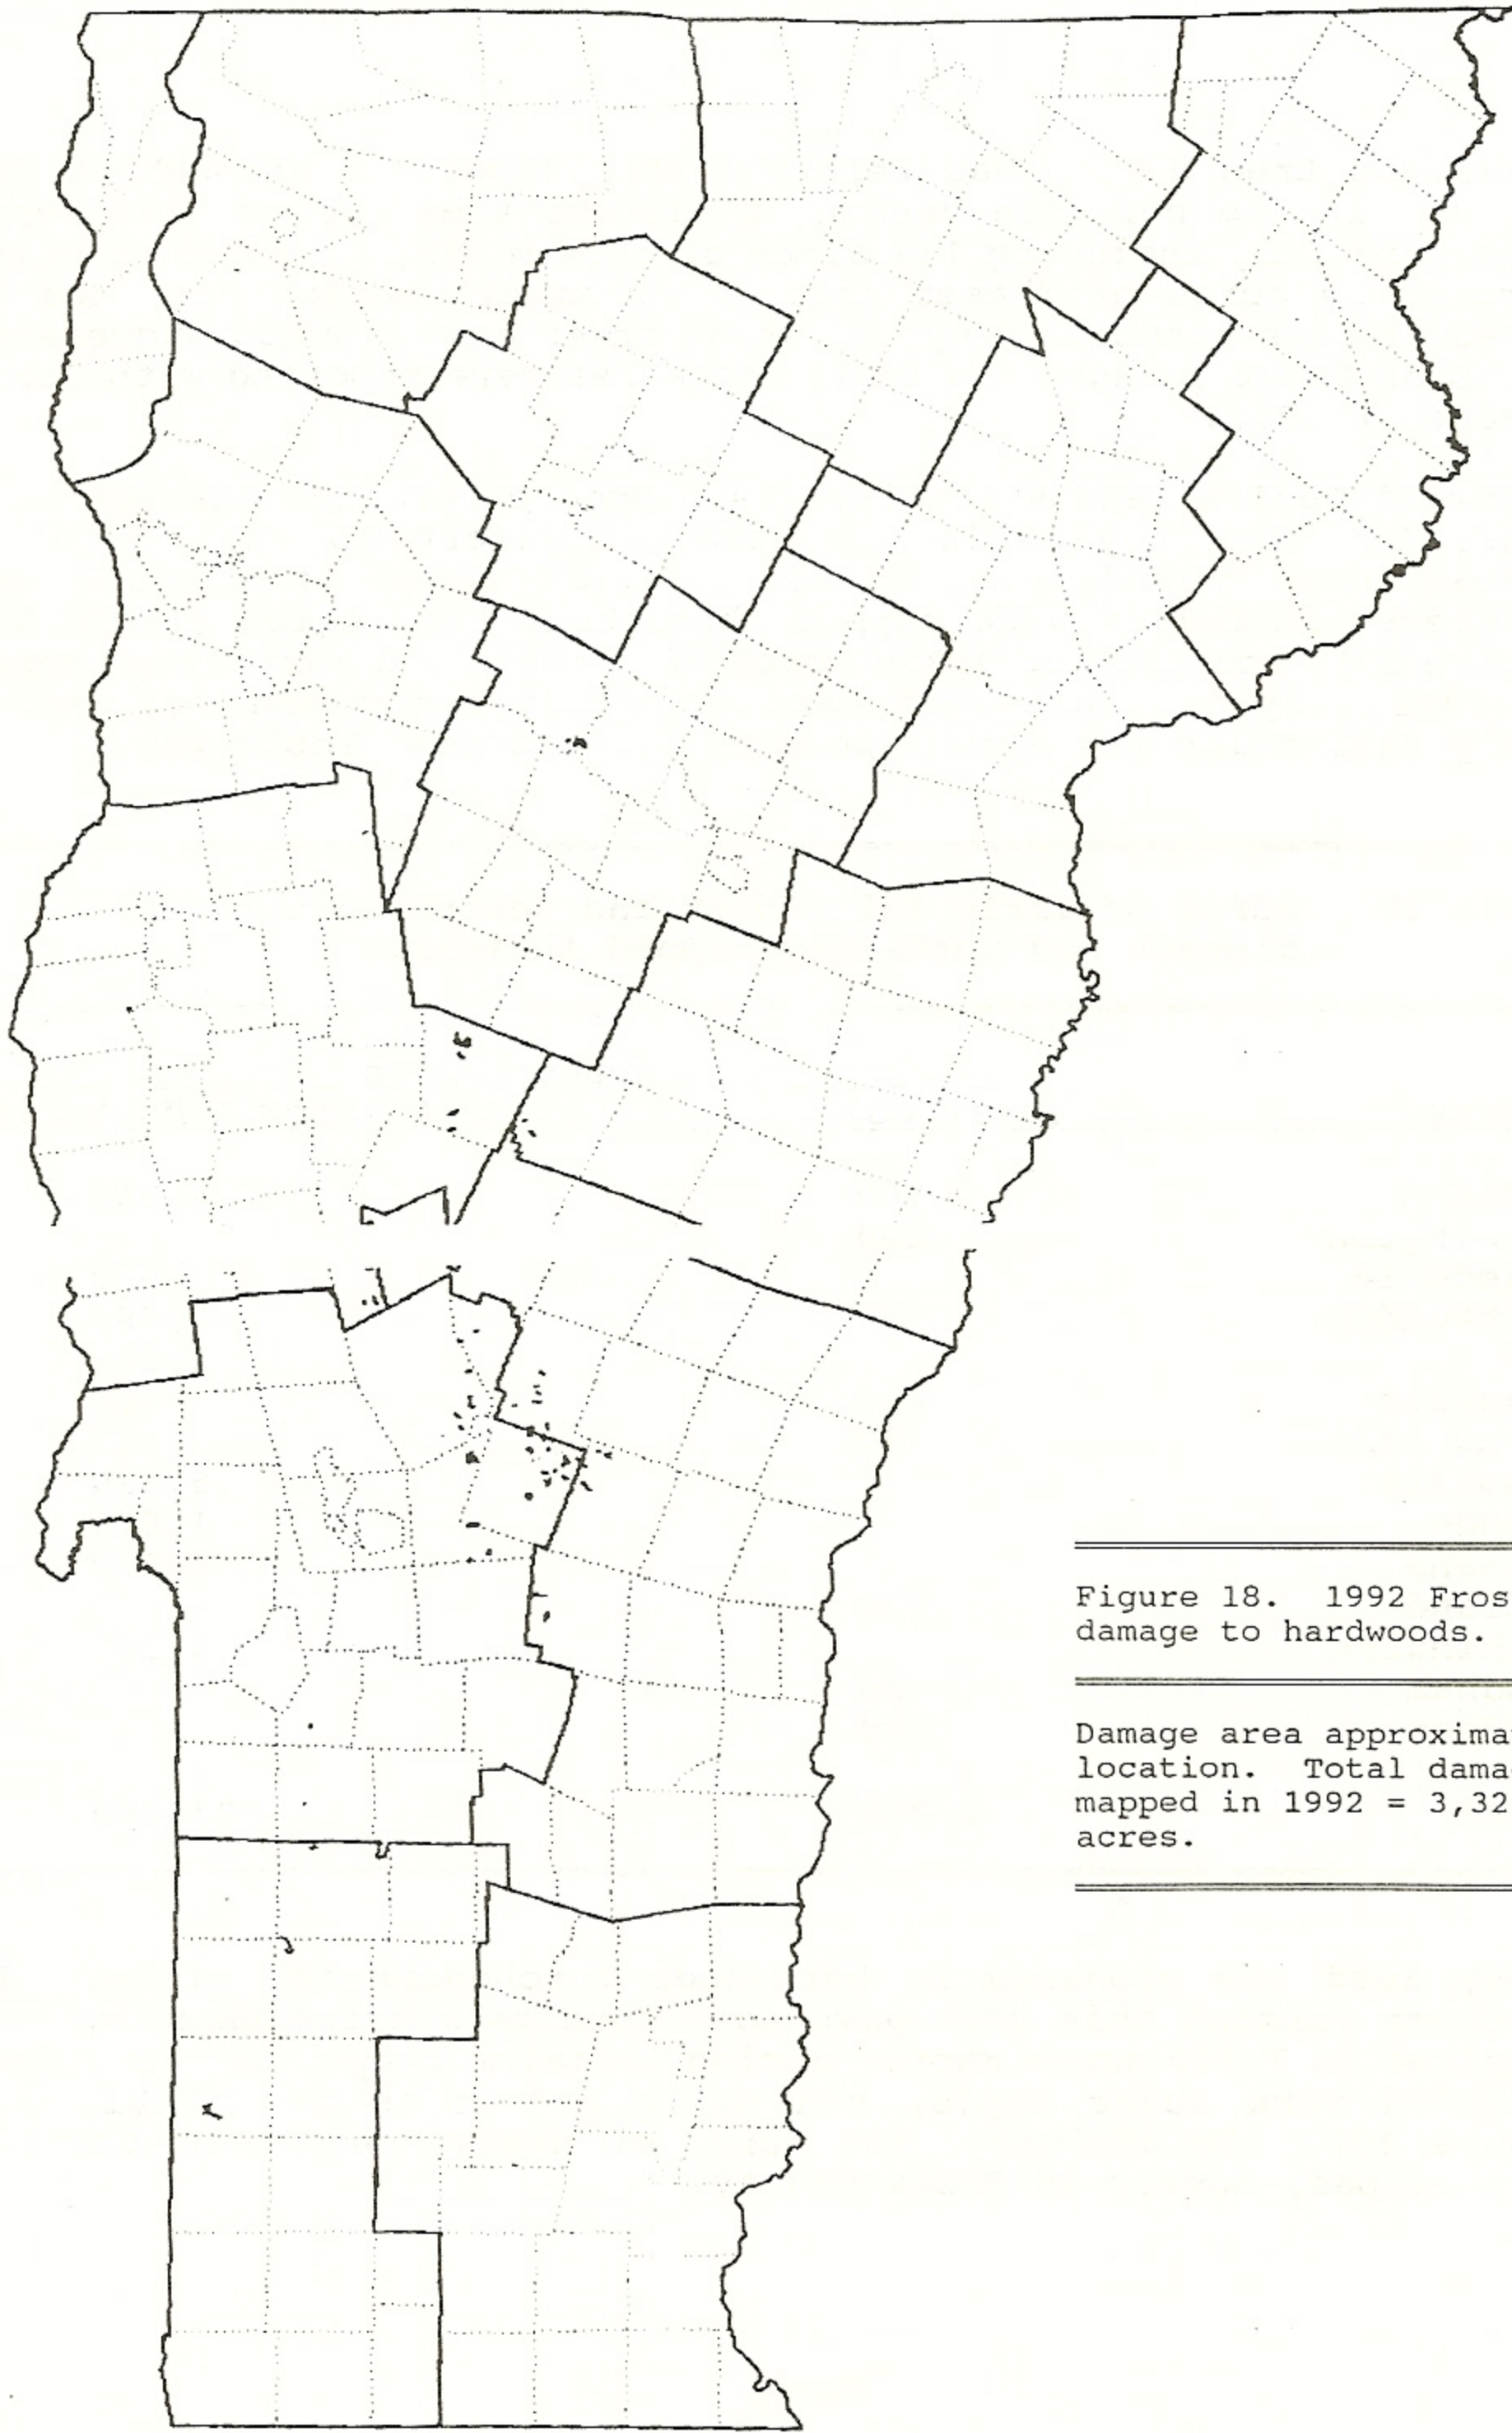 Figure 18. 1992 Fros
damage to hardwoods.
Damage area approxima
location. Total dama
mapped in 1992 = 3,32
acres.